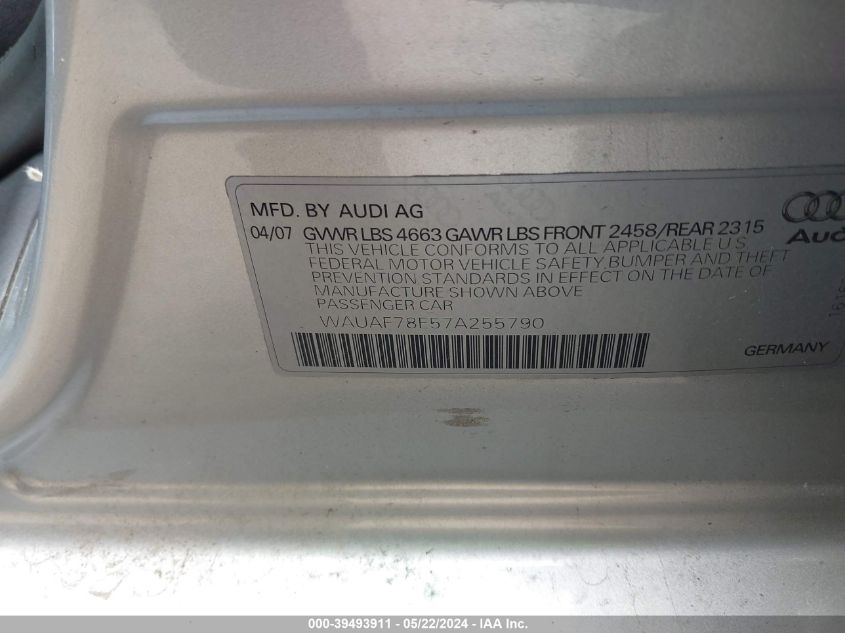 MFD. BY AUDI AG
04/07 GVWR LBS 4663 GAWR LBS FRONT 2458/REAR 2315
THIS VEHICLE CONFORMS TO ALL APPLICABLE U S
FEDERAL MOTOR VEHICLE SAFETY, BUMPER AND THEFT
PREVENTION STANDARDS IN EFFECT ON THE DATE OF
MANUFACTURE SHOWN ABOVE
PASSENGER CAR
WAUAF78E57A255790
GERMANY
000-39493911 - 05/22/2024 - IAA Inc.